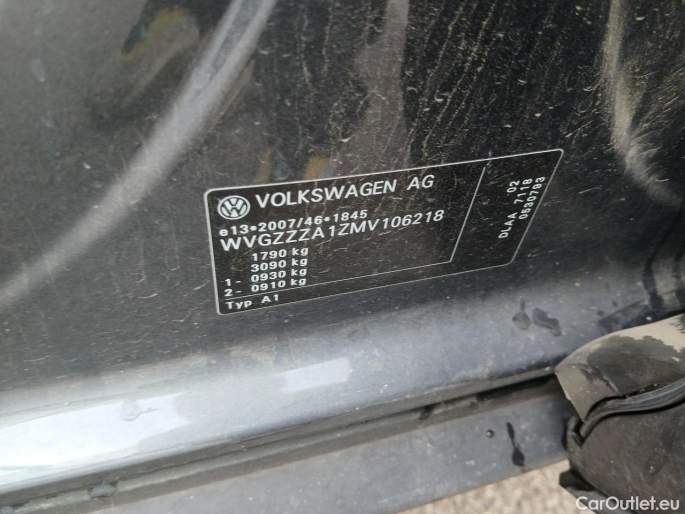 VOLKSWAGEN AG
e13*2007/46*1845
WVGZZZA1ZMV106218
1790 kg
3090 kg
1- 0930 kg
2- 0910 kg
Typ A1
02
DLAA 7118
0530793
CarOutlet.eu